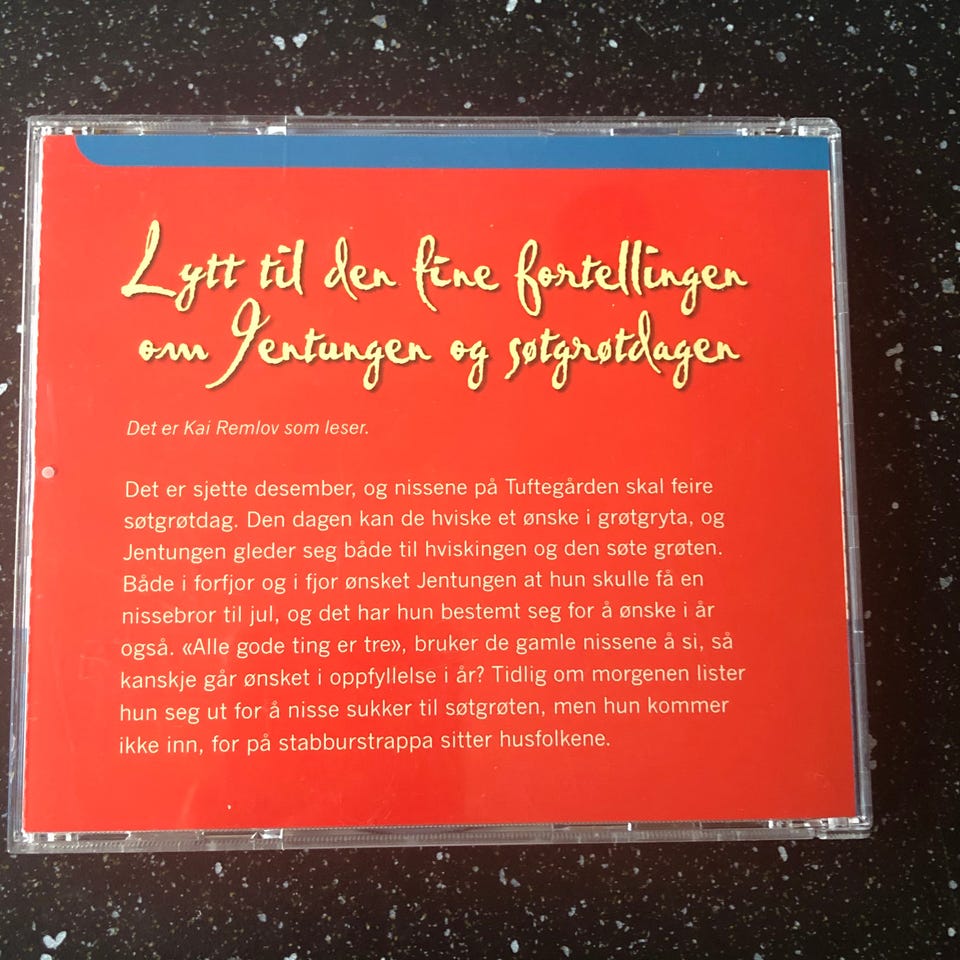 Lytt til den fine fortellingen
om Jentungen og søtgrøtdagen
Det er Kai Remlov som leser.
Det er sjette desember, og nissene på Tuftegården skal feire
søtgrøtdag. Den dagen kan de hviske et ønske i grøtgryta, og
Jentungen gleder seg både til hviskingen og den søte grøten.
Både i forfjor og i fjor ønsket Jentungen at hun skulle få en
nissebror til jul, og det har hun bestemt seg for å ønske i år
også. «Alle gode ting er tre», bruker de gamle nissene å si, så
kanskje går ønsket i oppfyllelse i år? Tidlig om morgenen lister
hun seg ut for å nisse sukker til søtgrøten, men hun kommer
ikke inn, for på stabburstrappa sitter husfolkene.